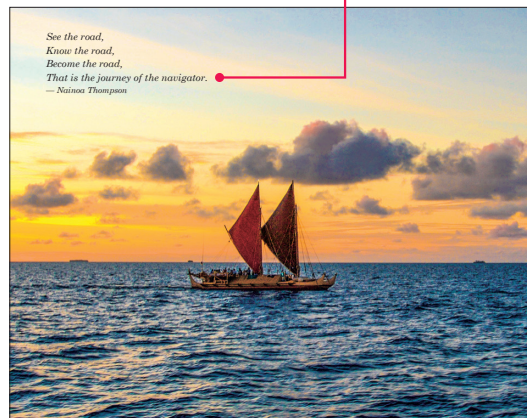 See the road,
Know the road,
Become the road,
That is the journey of the navigator.
— Nainoa Thompson